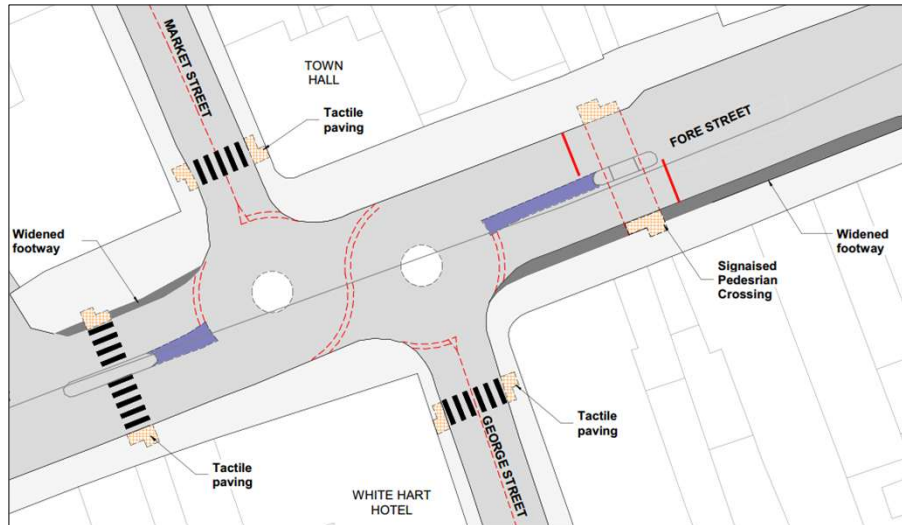 MARKET STREET
TOWN
HALL
Tactile
paving
FORE STREET
Widened
footway
Widened
footway
Signaised
Pedesrian
Crossing
Tactile
paving
Tactile
paving
GEORGE STREET
WHITE HART
HOTEL